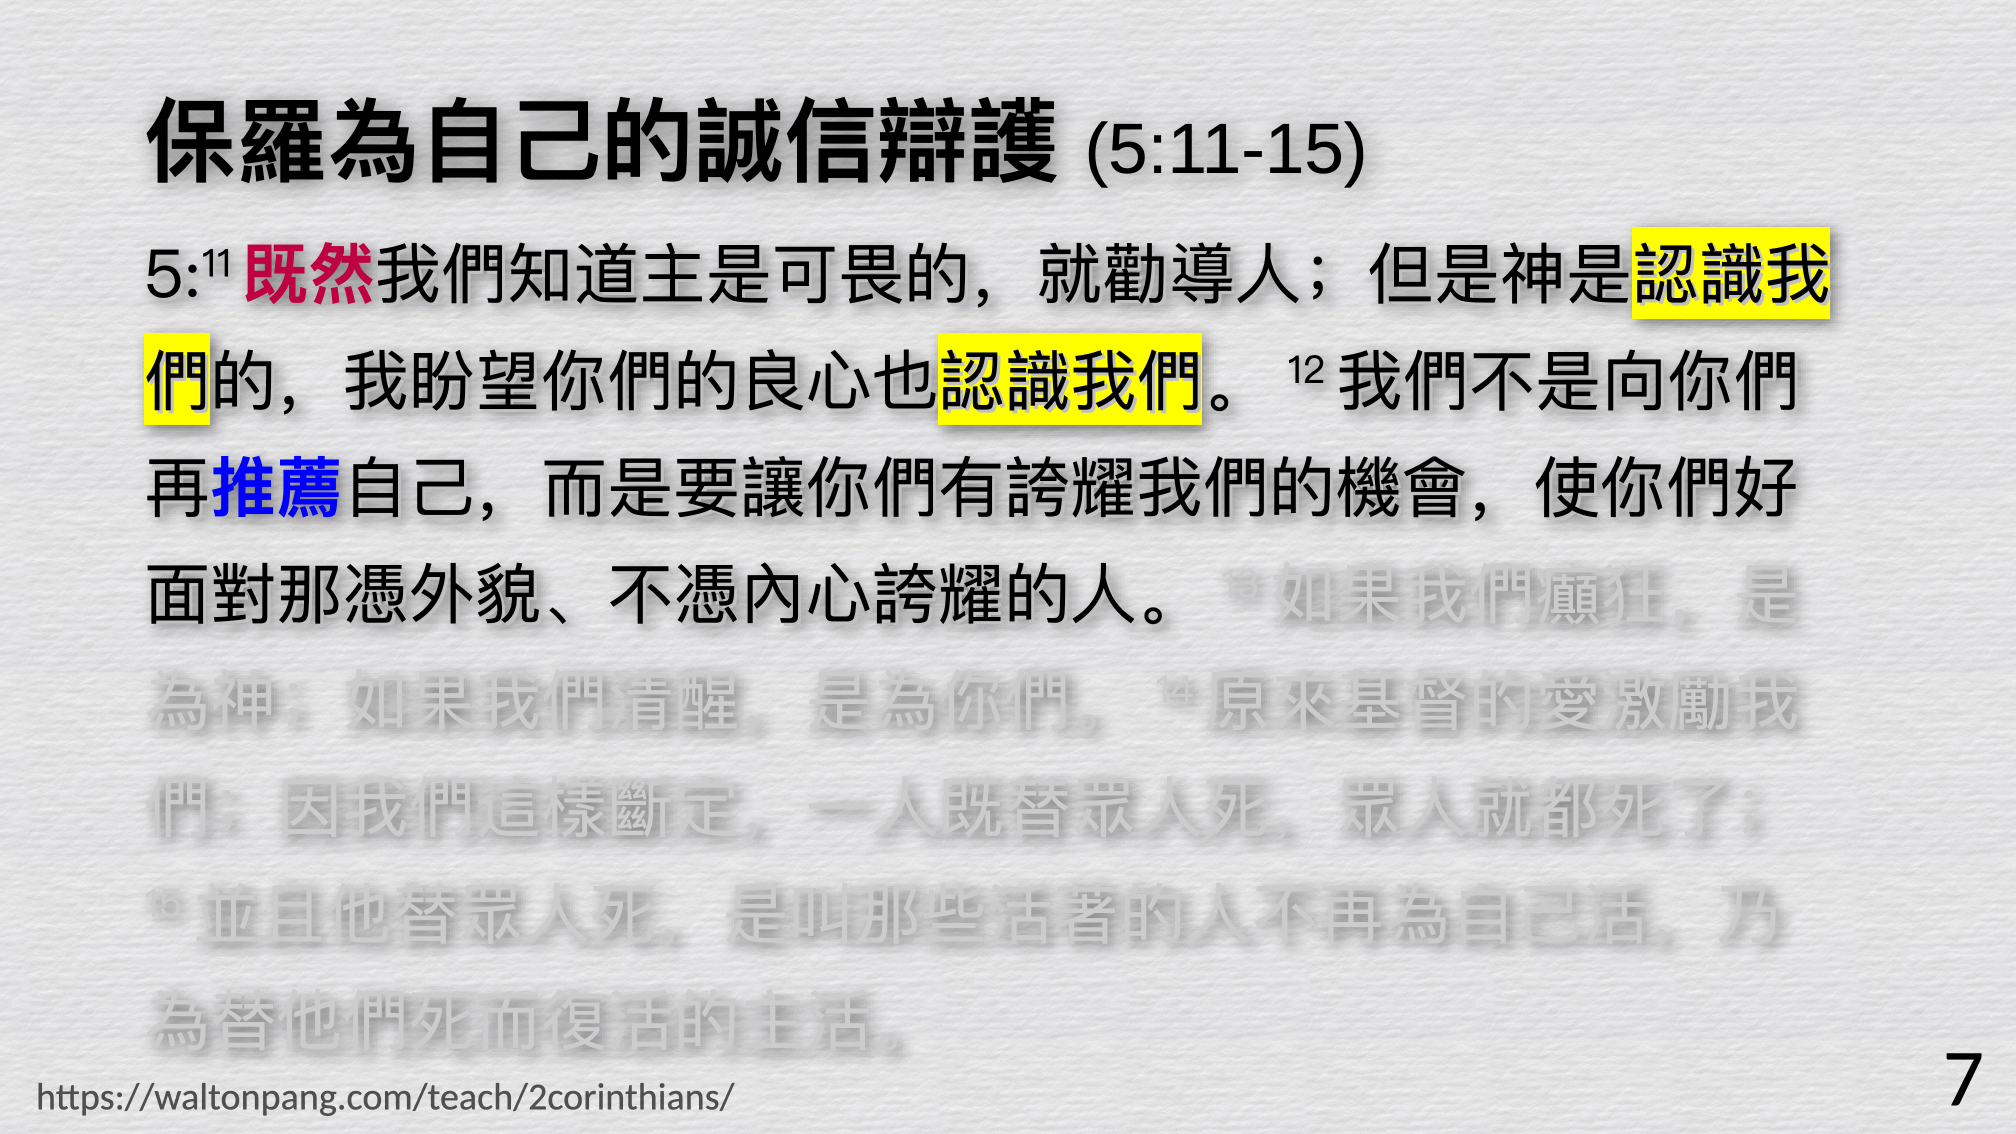 保羅為自己的誠信辯護 (5:11-15)
5:11 既然我們知道主是可畏的，就勸導人；但是神是認識我
們的，我盼望你們的良心也認識我們。 12 我們不是向你們
再推薦自己，而是要讓你們有誇耀我們的機會，使你們好
面對那憑外貌、不憑內心誇耀的人。 13 如果我們癲狂，是
為神；如果我們清醒，是為你們。 14 原來基督的愛激勵我
們；因我們這樣斷定，一人既替眾人死，眾人就都死了；
15 並且他替眾人死，是叫那些活著的人不再為自己活，乃
為替他們死而復活的主活。
https://waltonpang.com/teach/2corinthians/
7